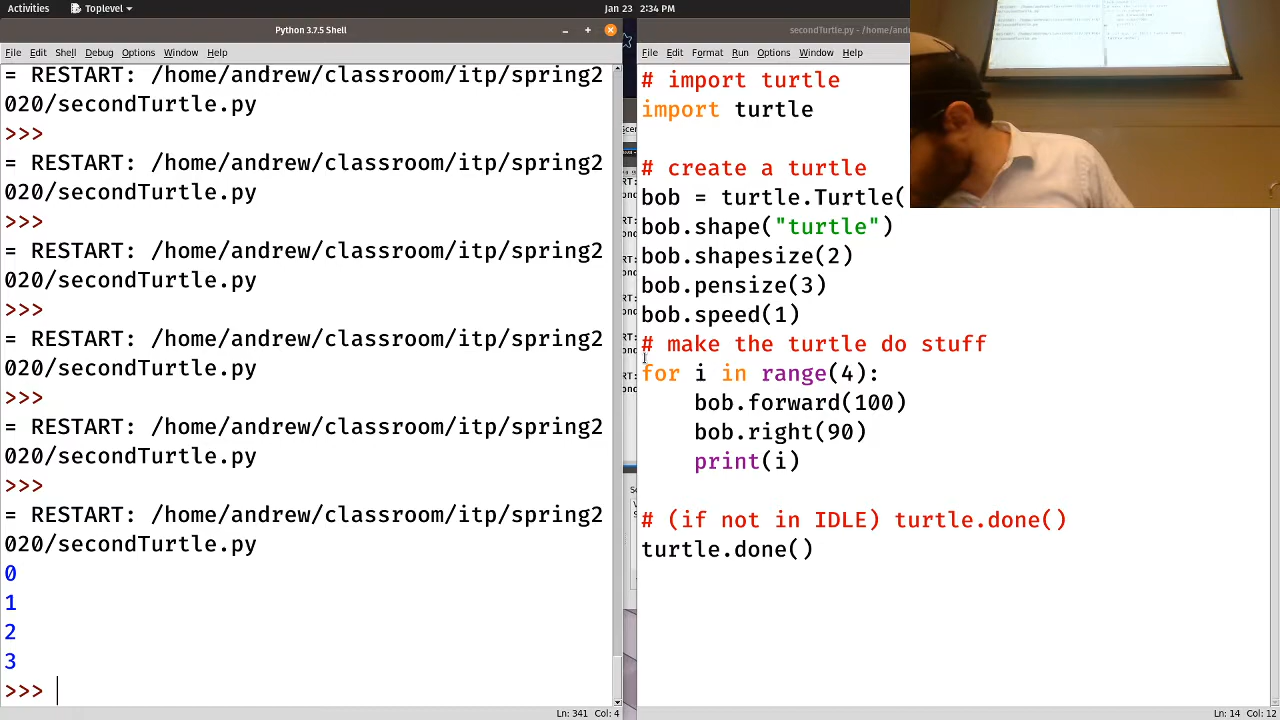 Activities
Toplevel
Jan 23 2:34 PM
Python 3.7.5 Shell
File Edit Shell Debug Window Help
= RESTART: /home/andrew/classroom/itp/spring2
020/secondTurtle.py
>>>
= RESTART: /home/andrew/classroom/itp/spring2
020/secondTurtle.py
>>>
= RESTART: /home/andrew/classroom/itp/spring2
020/secondTurtle.py
>>>
= RESTART: /home/andrew/classroom/itp/spring2
020/secondTurtle.py
>>>
= RESTART: /home/andrew/classroom/itp/spring2
020/secondTurtle.py
>>>
= RESTART: /home/andrew/classroom/itp/spring2
020/secondTurtle.py
0
1
2
3
>>>
Ln: 341 Col: 4
secondTurtle.py - /home/and
File Format Window Help
# import turtle
import turtle
# create a turtle
bob = turtle.Turtle(
bob.shape("turtle")
bob.shapesize(2)
bob.pensize(3)
bob.speed(1)
# make the turtle do stuff
for i in range(4):
    bob.forward(100)
    bob.right(90)
    print(i)
# (if not in IDLE) turtle.done()
turtle.done()
Ln: 14 Col: 12